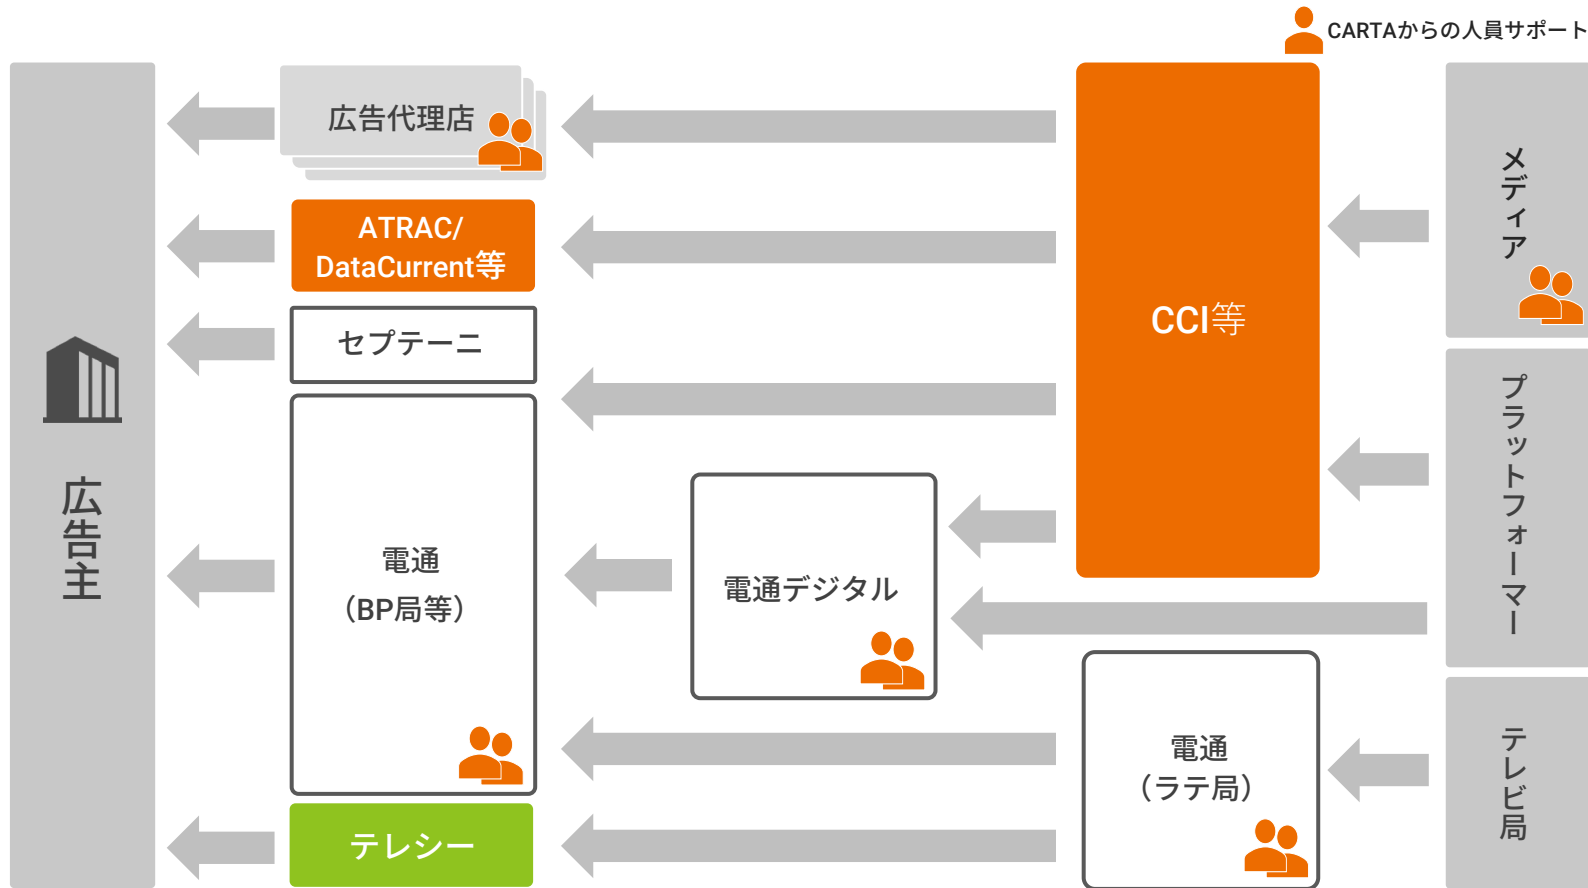 CARTAからの人員サポート
広告主
広告代理店
ATRAC/
DataCurrent等
セプテーニ
電通
（BP局等）
テレシー
電通デジタル
CCI等
電通
（ラテ局）
メディア
プラットフォーマー
テレビ局